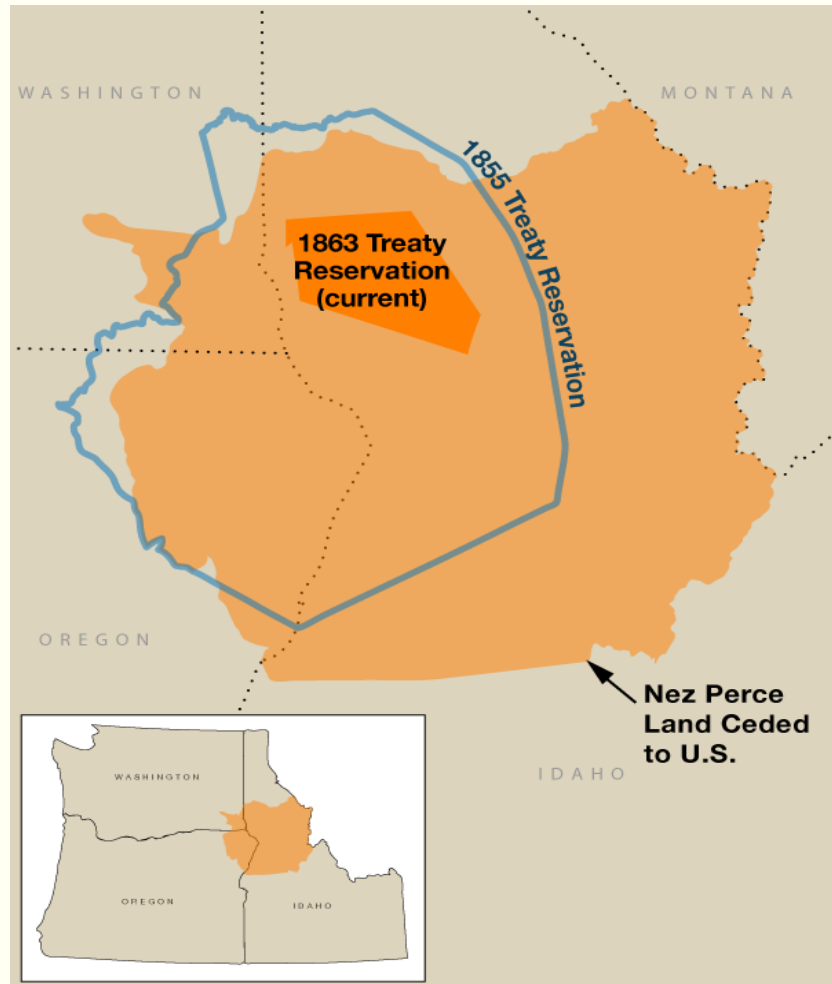 WASHINGTON
MONTANA
1855 Treaty Reservation
1863 Treaty
Reservation
(current)
OREGON
Nez Perce
Land Ceded
to U.S.
IDAHO
WASHINGTON
OREGON
IDAHO